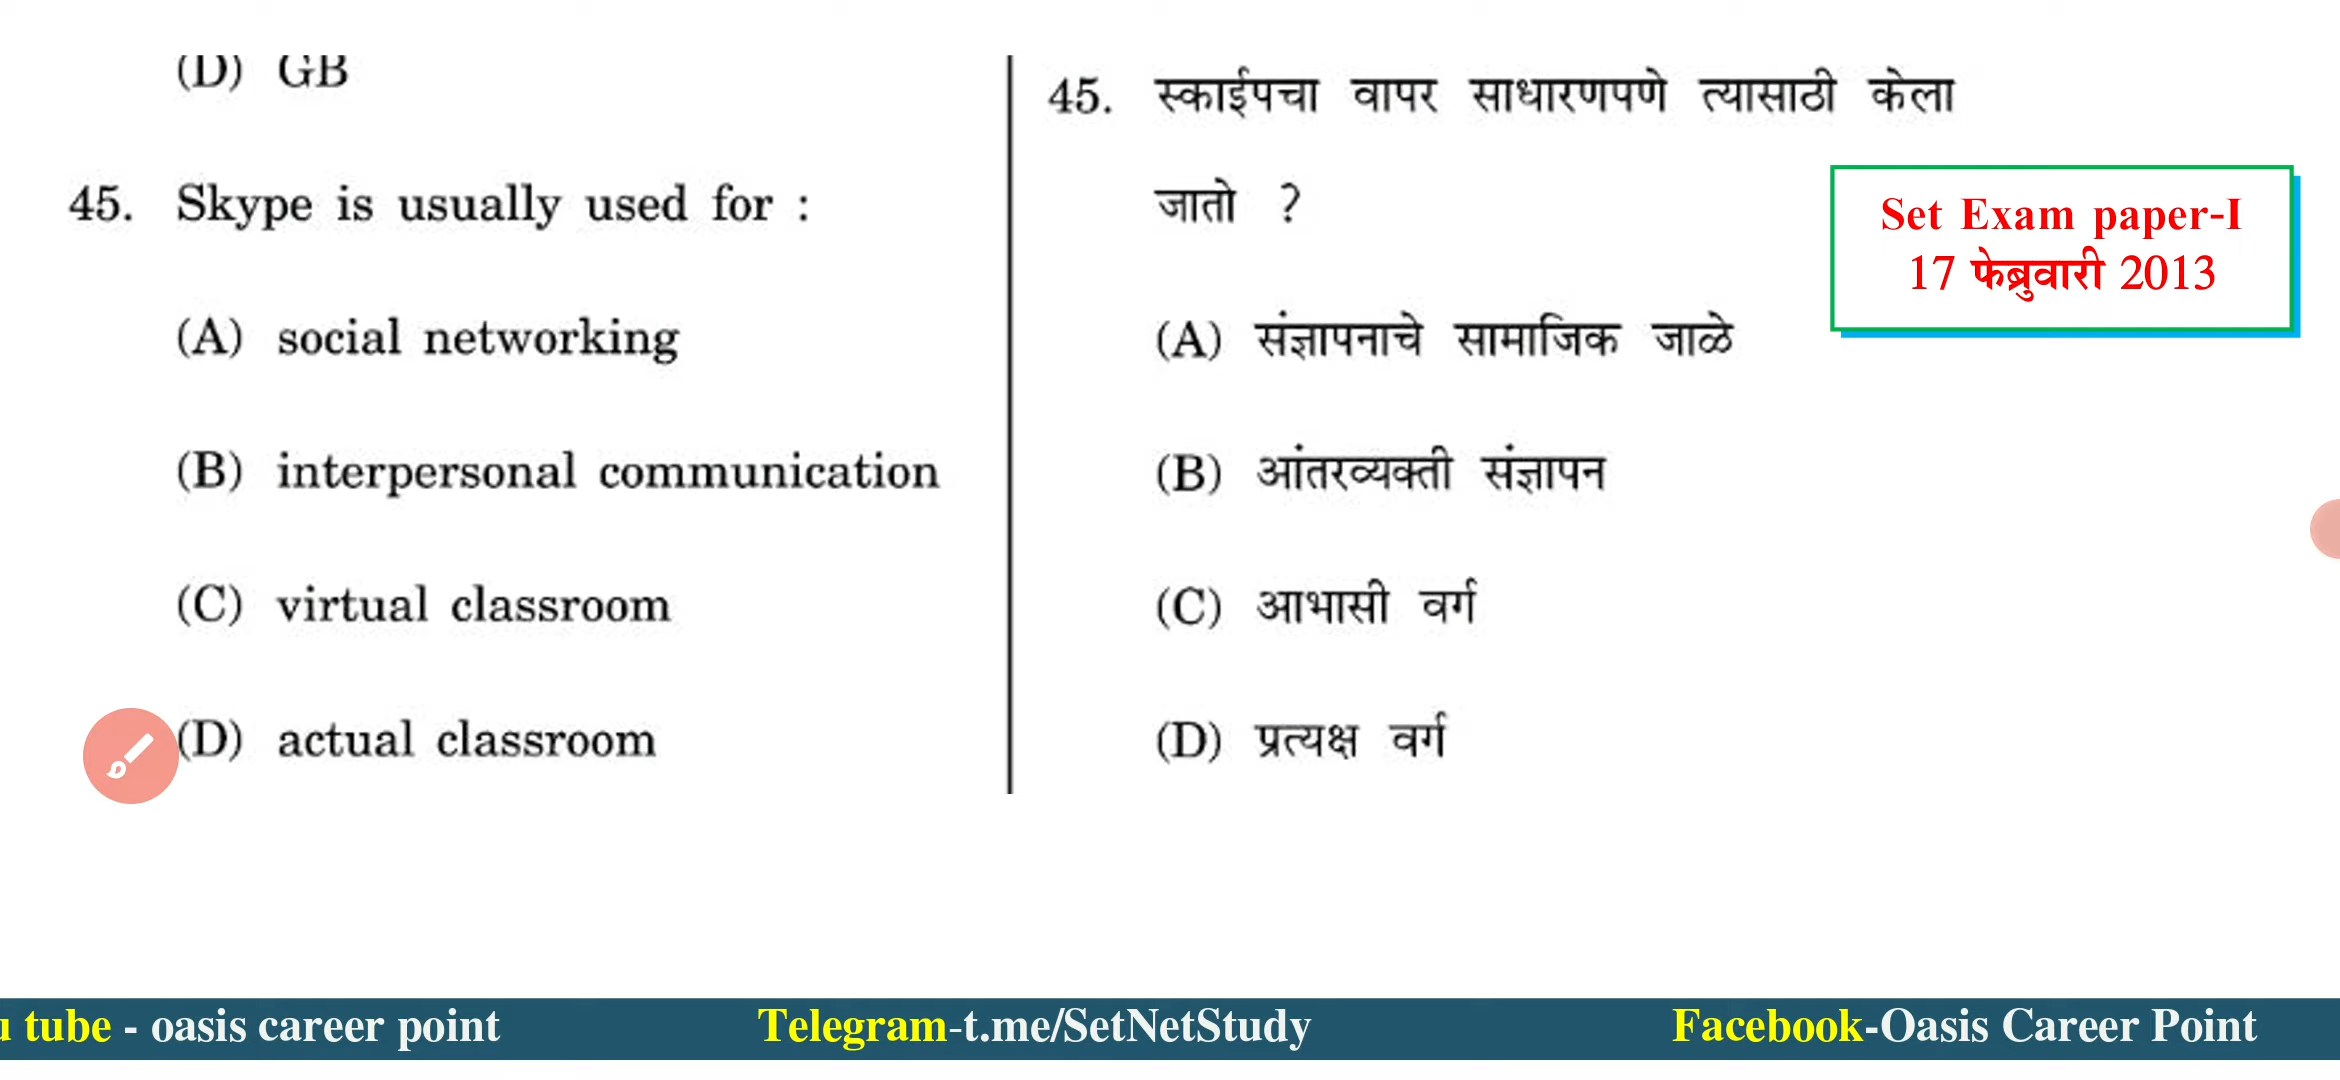 (D) GB
45. Skype is usually used for :
(A) social networking
(B) interpersonal communication
(C) virtual classroom
(D) actual classroom
45. स्काईपचा वापर साधारणपणे त्यासाठी केला
जातो ?
(A) संज्ञापनाचे सामाजिक जाळे
(B) आंतरव्यक्ती संज्ञापन
(C) आभासी वर्ग
(D) प्रत्यक्ष वर्ग
Set Exam paper-I
17 फेब्रुवारी 2013
u tube - oasis career point
Telegram-t.me/SetNetStudy
Facebook-Oasis Career Point